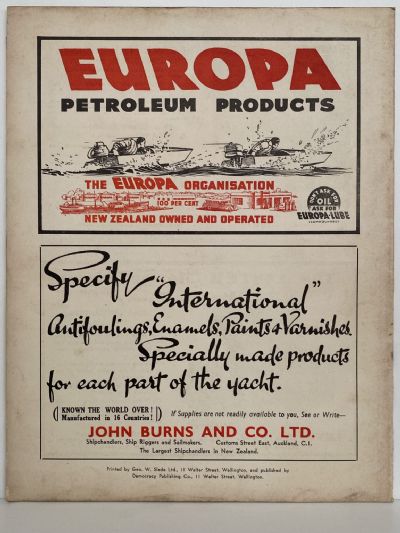 EUROPA
PETROLEUM PRODUCTS
THE EUROPA ORGANISATION
100 PER CENT
NEW ZEALAND OWNED AND OPERATED
DON'T ASK FOR
OIL
ASK FOR
EUROPA-LUBE
Specify "International"
Antifoulings, Enamels, Paints & Varnishes.
Specially made products
for each part of the yacht.
KNOWN THE WORLD OVER!
Manufactured in 16 Countries!
If Supplies are not readily available to you, See or Write—
JOHN BURNS AND CO. LTD.
Shipchandlers, Ship Riggers and Sailmakers. Customs Street East, Auckland, C.1.
The Largest Shipchandlers in New Zealand.
Printed by Geo. W. Slade Ltd., 10 Walter Street, Wellington, and published by
Democracy Publishing Co., 11 Walter Street, Wellington.